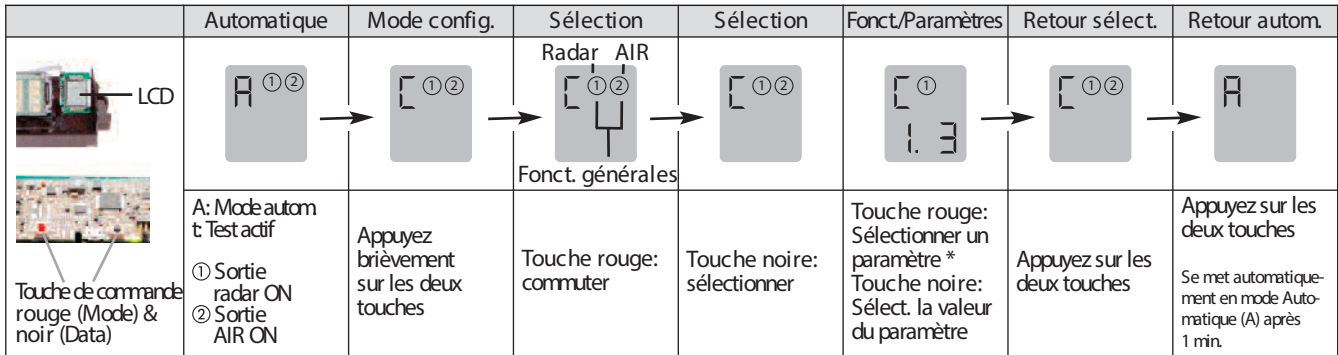 Automatique
Mode config.
Sélection
Sélection
Fonct./Paramètres
Retour sélect.
Retour autom.
LCD
A ①②
C ①②
Radar AIR
C ①②
Fonct. générales
C ①②
C ①
1. 3
C ①②
A
Touche de commande
rouge (Mode) &
noir (Data)
A: Mode autom.
t: Test actif
① Sortie
radar ON
② Sortie
AIR ON
Appuyez
brièvement
sur les deux
touches
Touche rouge:
commuter
Touche noire:
sélectionner
Touche rouge:
Sélectionner un
paramètre *
Touche noire:
Sélect. la valeur
du paramètre
Appuyez sur les
deux touches
Appuyez sur les
deux touches
Se met automatique-
ment en mode Auto-
matique (A) après
1 min.